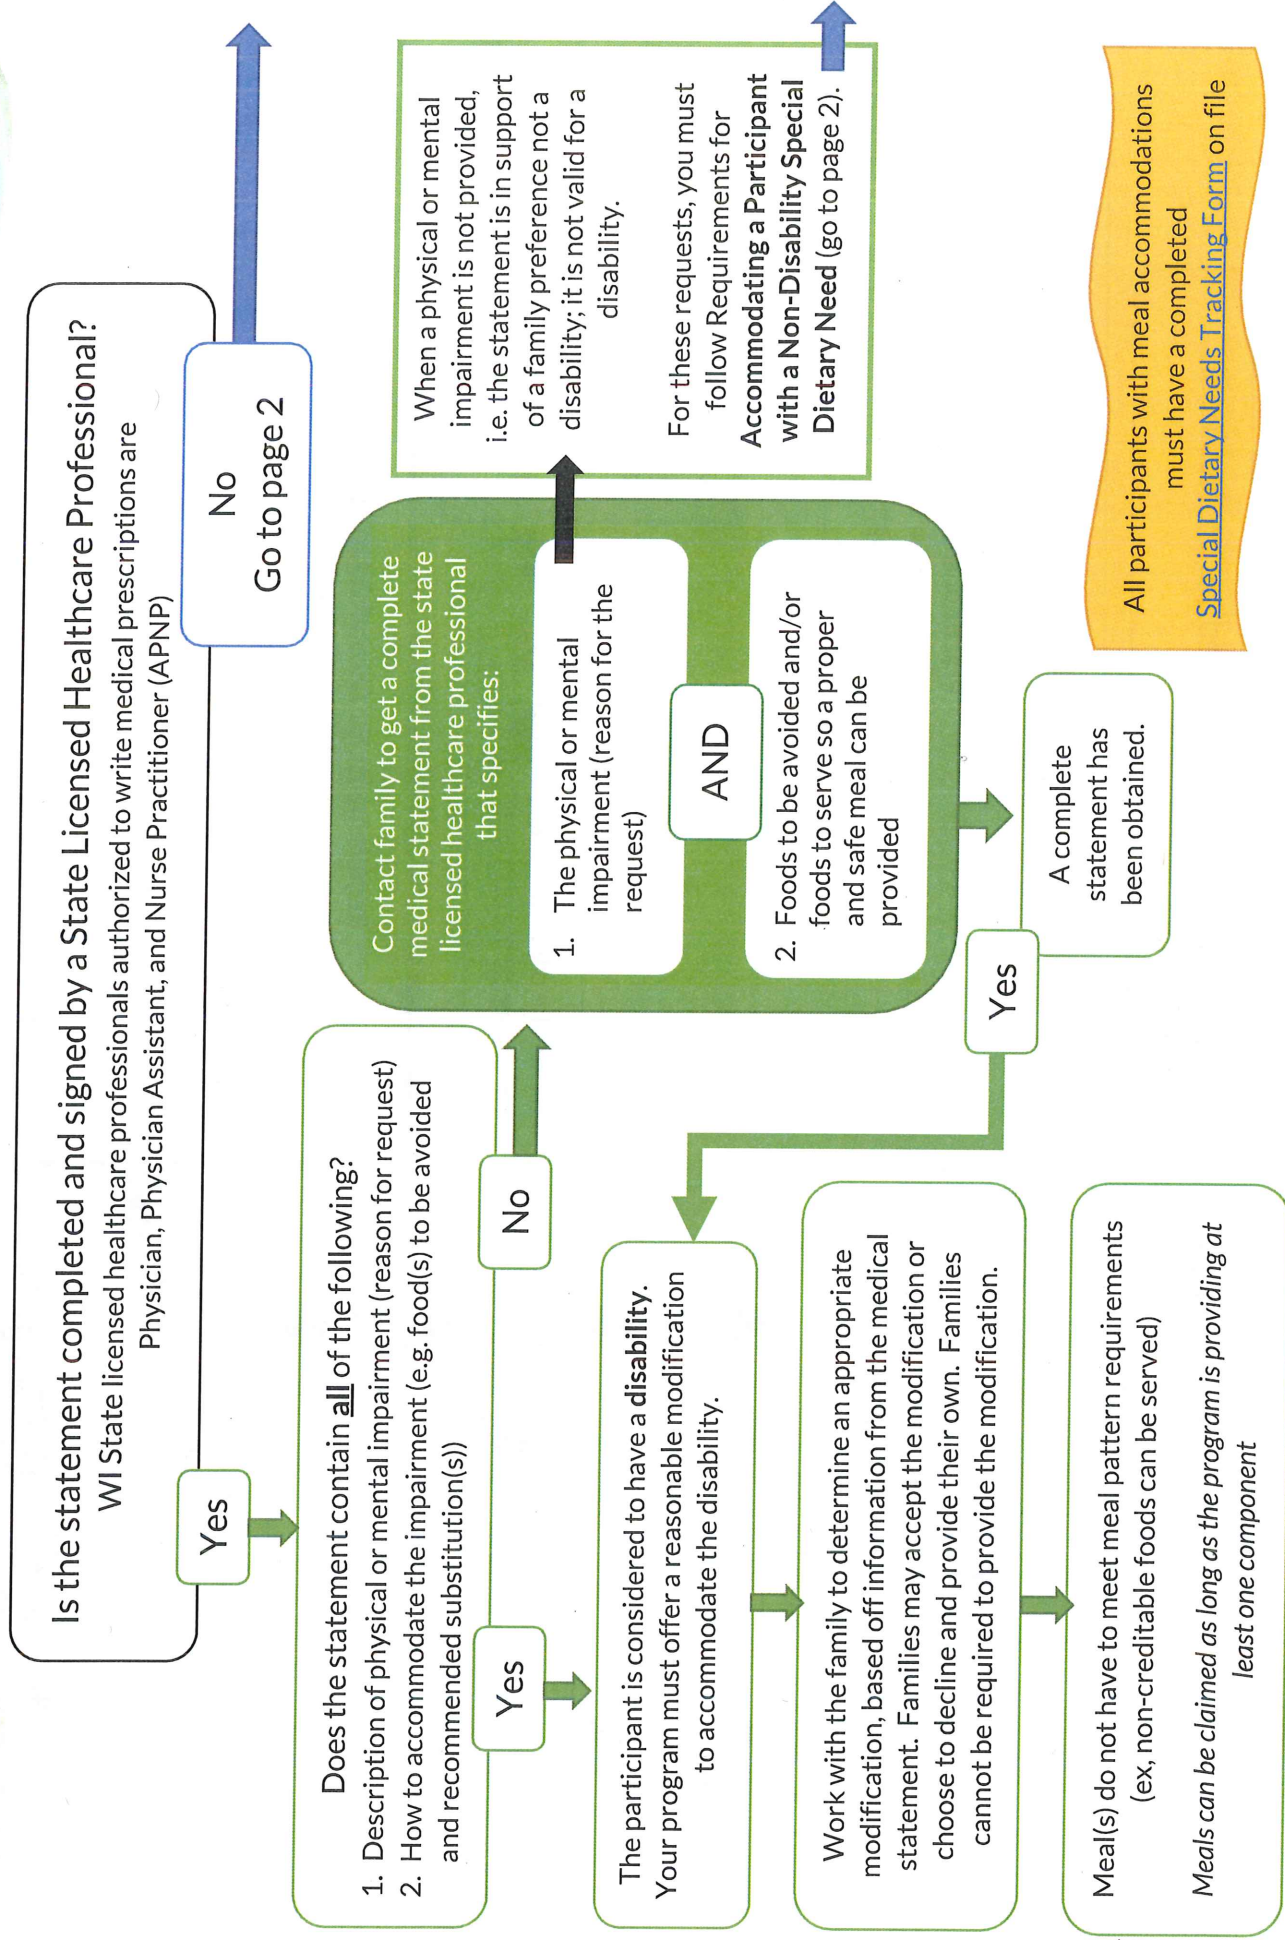 Is the statement completed and signed by a State Licensed Healthcare Professional?
WI State licensed healthcare professionals authorized to write medical prescriptions are
Physician, Physician Assistant, and Nurse Practitioner (APNP)
Yes
No
Go to page 2
Does the statement contain all of the following?
1. Description of physical or mental impairment (reason for request)
2. How to accommodate the impairment (e.g. food(s) to be avoided
and recommended substitution(s))
Yes
No
Contact family to get a complete
medical statement from the state
licensed healthcare professional
that specifies:
1. The physical or mental
impairment (reason for the
request)
AND
2. Foods to be avoided and/or
foods to serve so a proper
and safe meal can be
provided
When a physical or mental
impairment is not provided,
i.e. the statement is in support
of a family preference not a
disability; it is not valid for a
disability.
For these requests, you must
follow Requirements for
Accommodating a Participant
with a Non-Disability Special
Dietary Need (go to page 2).
The participant is considered to have a disability.
Your program must offer a reasonable modification
to accommodate the disability.
Yes
A complete
statement has
been obtained.
Work with the family to determine an appropriate
modification, based off information from the medical
statement. Families may accept the modification or
choose to decline and provide their own. Families
cannot be required to provide the modification.
Meal(s) do not have to meet meal pattern requirements
(ex, non-creditable foods can be served)
Meals can be claimed as long as the program is providing at
least one component
All participants with meal accommodations
must have a completed
Special Dietary Needs Tracking Form on file